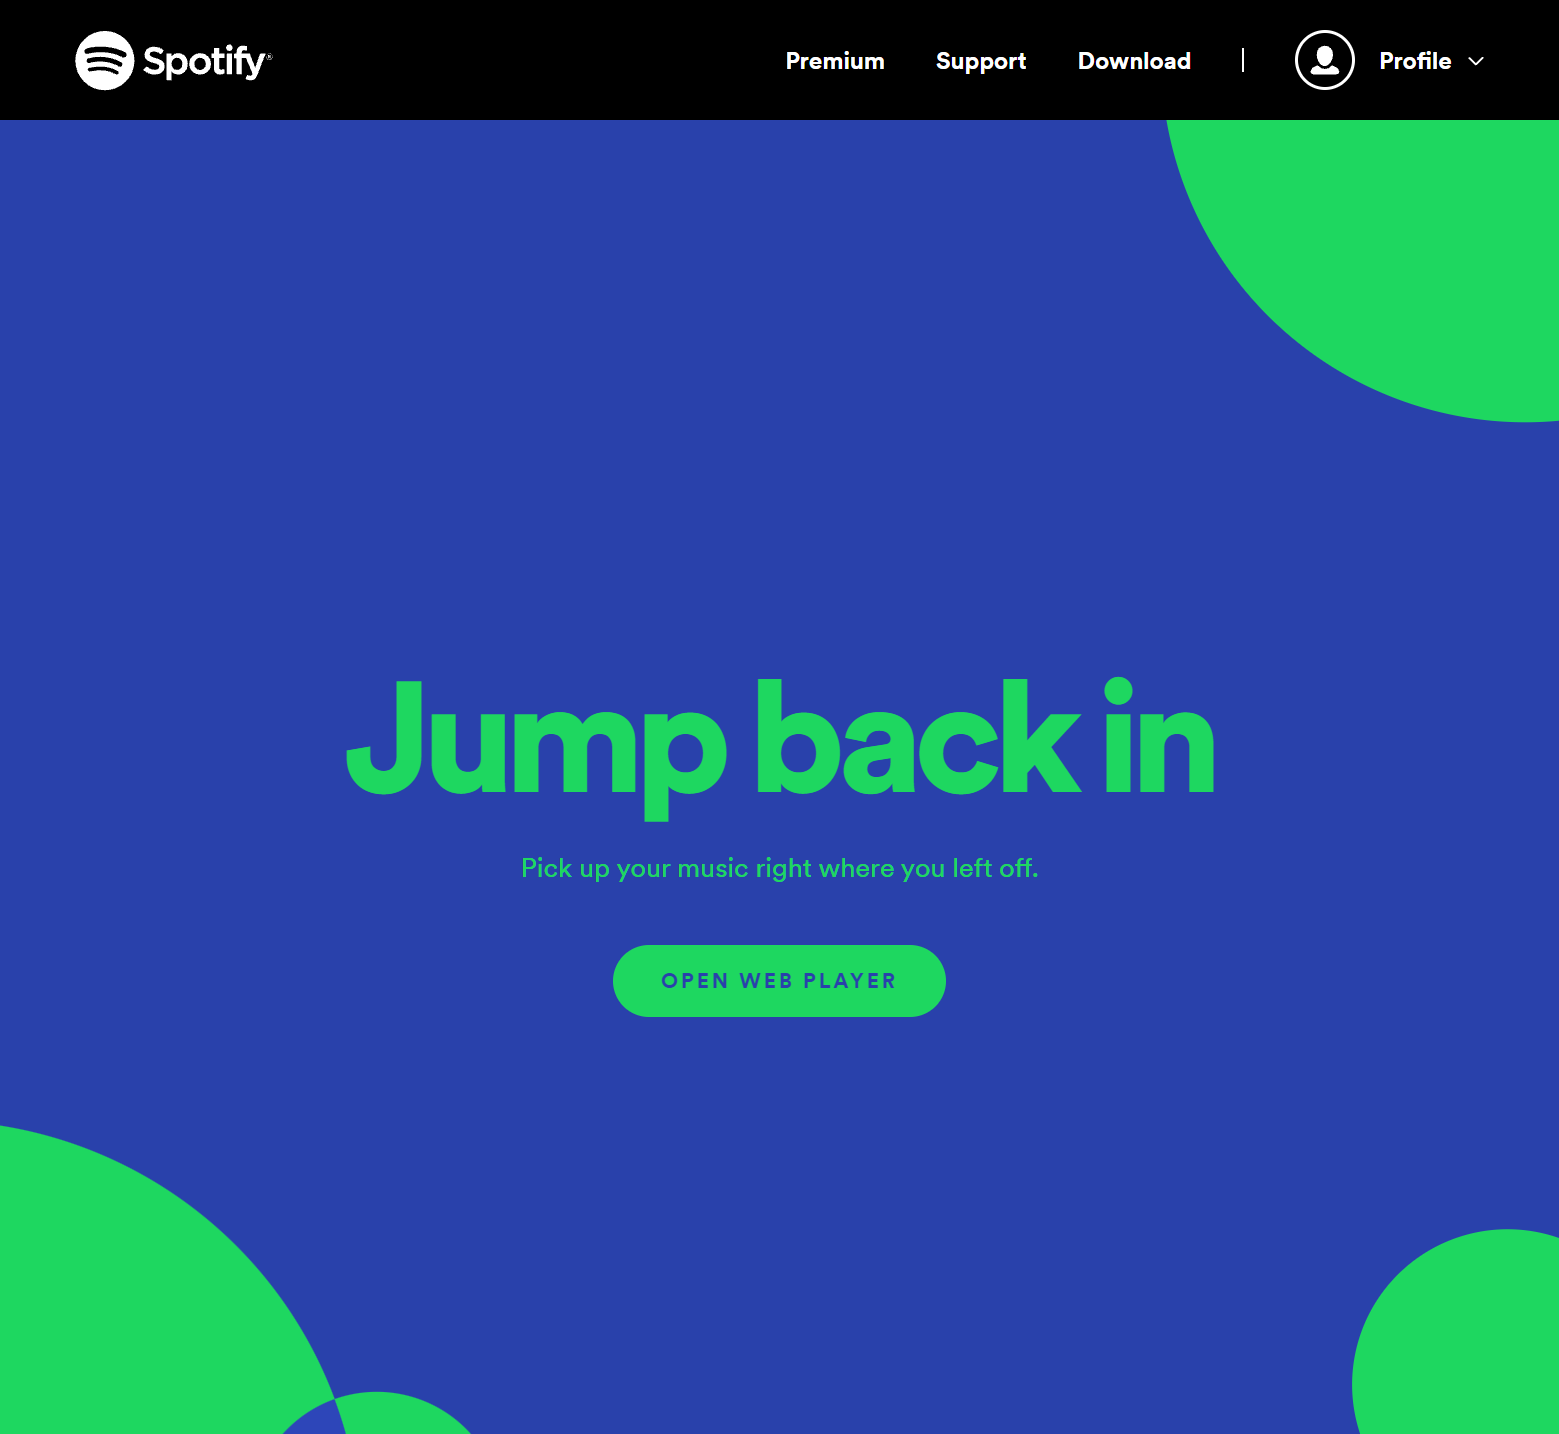 Spotify®
Premium Support Download Profile
Jump back in
Pick up your music right where you left off.
OPEN WEB PLAYER